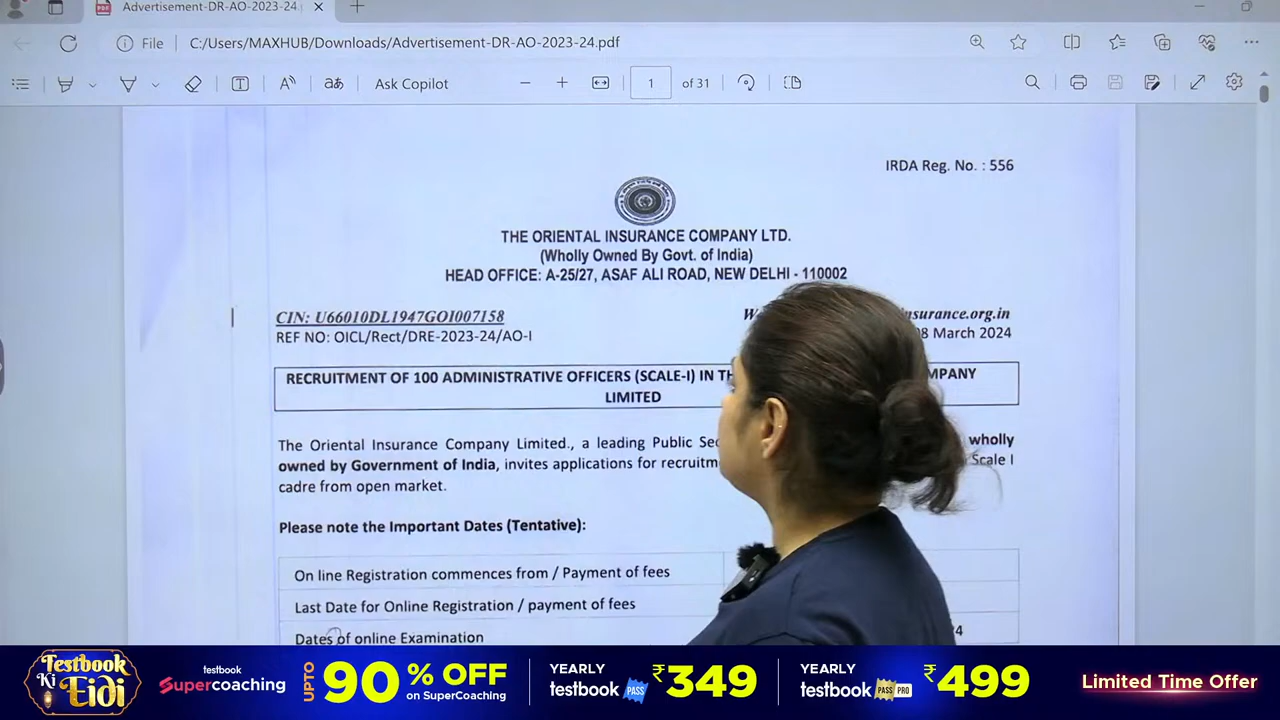 Advertisement-DR-AO-2023-24
File C:/Users/MAXHUB/Downloads/Advertisement-DR-AO-2023-24.pdf
Ask Copilot 1 of 31
IRDA Reg. No. : 556
THE ORIENTAL INSURANCE COMPANY LTD.
(Wholly Owned By Govt. of India)
HEAD OFFICE: A-25/27, ASAF ALI ROAD, NEW DELHI - 110002
CIN: U66010DL1947GOI007158 insurance.org.in
REF NO: OICL/Rect/DRE-2023-24/AO-I March 2024
RECRUITMENT OF 100 ADMINISTRATIVE OFFICERS (SCALE-I) IN
LIMITED
The Oriental Insurance Company Limited., a leading Public wholly
owned by Government of India, invites applications for Scale I
cadre from open market.
Please note the Important Dates (Tentative):
On line Registration commences from / Payment of fees
Last Date for Online Registration / payment of fees
Dates of online Examination
Testbook Ki Eidi
testbook Supercoaching
UPTO 90% OFF on SuperCoaching
YEARLY testbook PASS ₹349
YEARLY testbook PASS PRO ₹499
Limited Time Offer